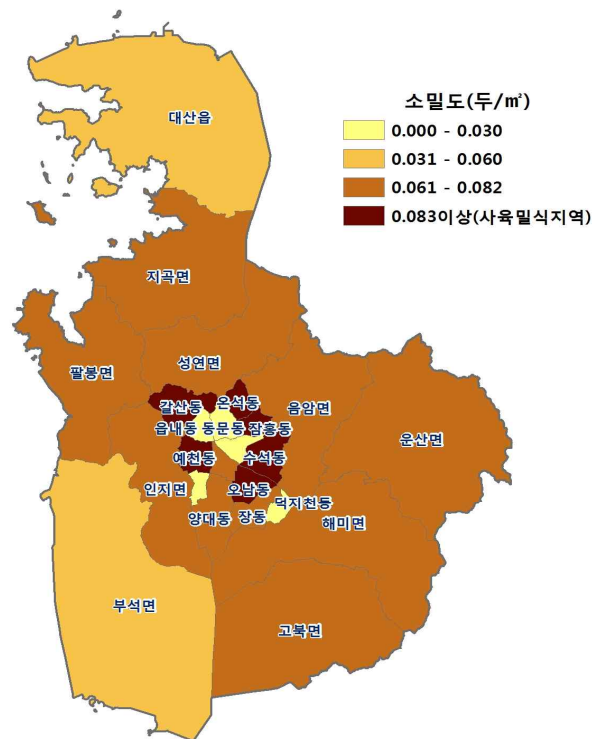 소밀도(두/㎡)
0.000 - 0.030
0.031 - 0.060
0.061 - 0.082
0.083이상(사육밀식지역)
대산읍
지곡면
성연면
팔봉면
갈산동 온석동 음암면
운산면
읍내동 동문동 잠홍동
예천동 수석동
인지면 오남동 덕지천동
양대동 장동 해미면
부석면
고북면